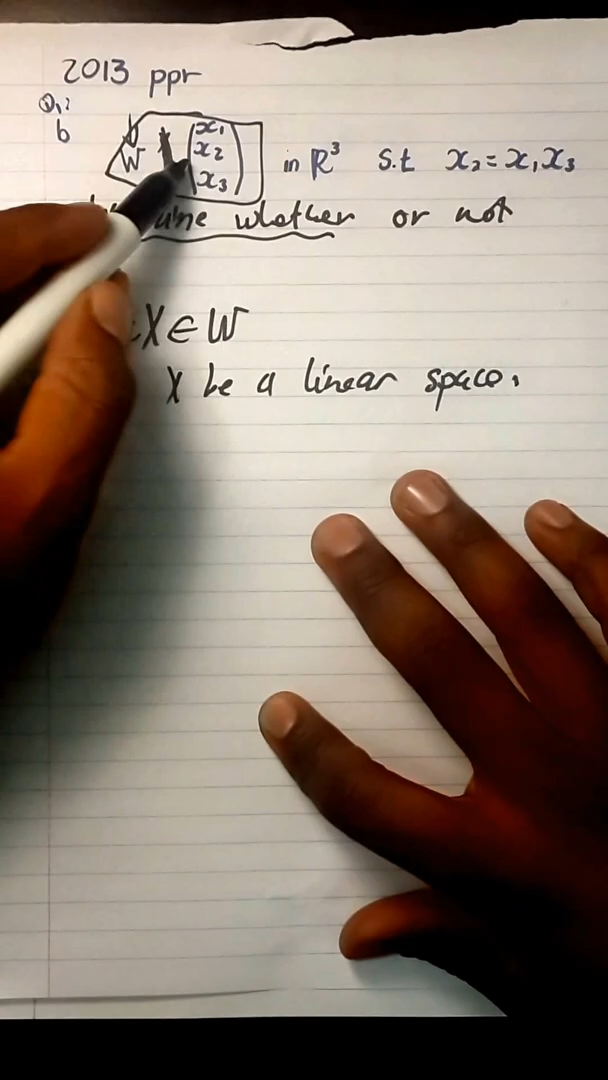 2013 ppr
Q1:
b
W x₁ x₂ x₃ in ℝ³ s.t x₂ = x₁x₃
whether or not
X ∈ W
X be a linear space.